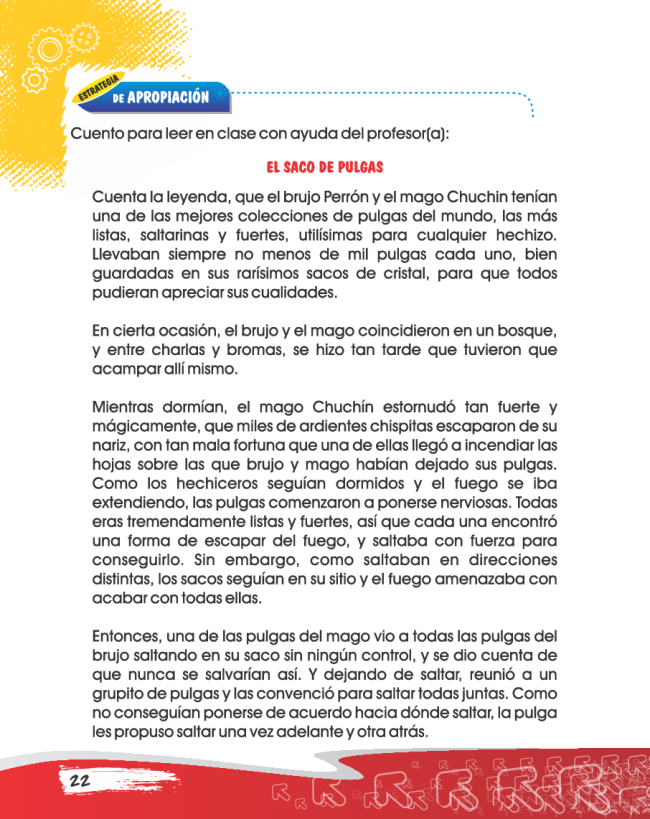 ESTRATEGIA
DE APROPIACIÓN
Cuento para leer en clase con ayuda del profesor(a):
EL SACO DE PULGAS
Cuenta la leyenda, que el brujo Perrón y el mago Chuchin tenían
una de las mejores colecciones de pulgas del mundo, las más
listas, saltarinas y fuertes, utilísimas para cualquier hechizo.
Llevaban siempre no menos de mil pulgas cada uno, bien
guardadas en sus rarísimos sacos de cristal, para que todos
pudieran apreciar sus cualidades.
En cierta ocasión, el brujo y el mago coincidieron en un bosque,
y entre charlas y bromas, se hizo tan tarde que tuvieron que
acampar allí mismo.
Mientras dormían, el mago Chuchín estornudó tan fuerte y
mágicamente, que miles de ardientes chispitas escaparon de su
nariz, con tan mala fortuna que una de ellas llegó a incendiar las
hojas sobre las que brujo y mago habían dejado sus pulgas.
Como los hechiceros seguían dormidos y el fuego se iba
extendiendo, las pulgas comenzaron a ponerse nerviosas. Todas
eras tremendamente listas y fuertes, así que cada una encontró
una forma de escapar del fuego, y saltaba con fuerza para
conseguirlo. Sin embargo, como saltaban en direcciones
distintas, los sacos seguían en su sitio y el fuego amenazaba con
acabar con todas ellas.
Entonces, una de las pulgas del mago vio a todas las pulgas del
brujo saltando en su saco sin ningún control, y se dio cuenta de
que nunca se salvarían así. Y dejando de saltar, reunió a un
grupito de pulgas y las convenció para saltar todas juntas. Como
no conseguían ponerse de acuerdo hacia dónde saltar, la pulga
les propuso saltar una vez adelante y otra atrás.
22